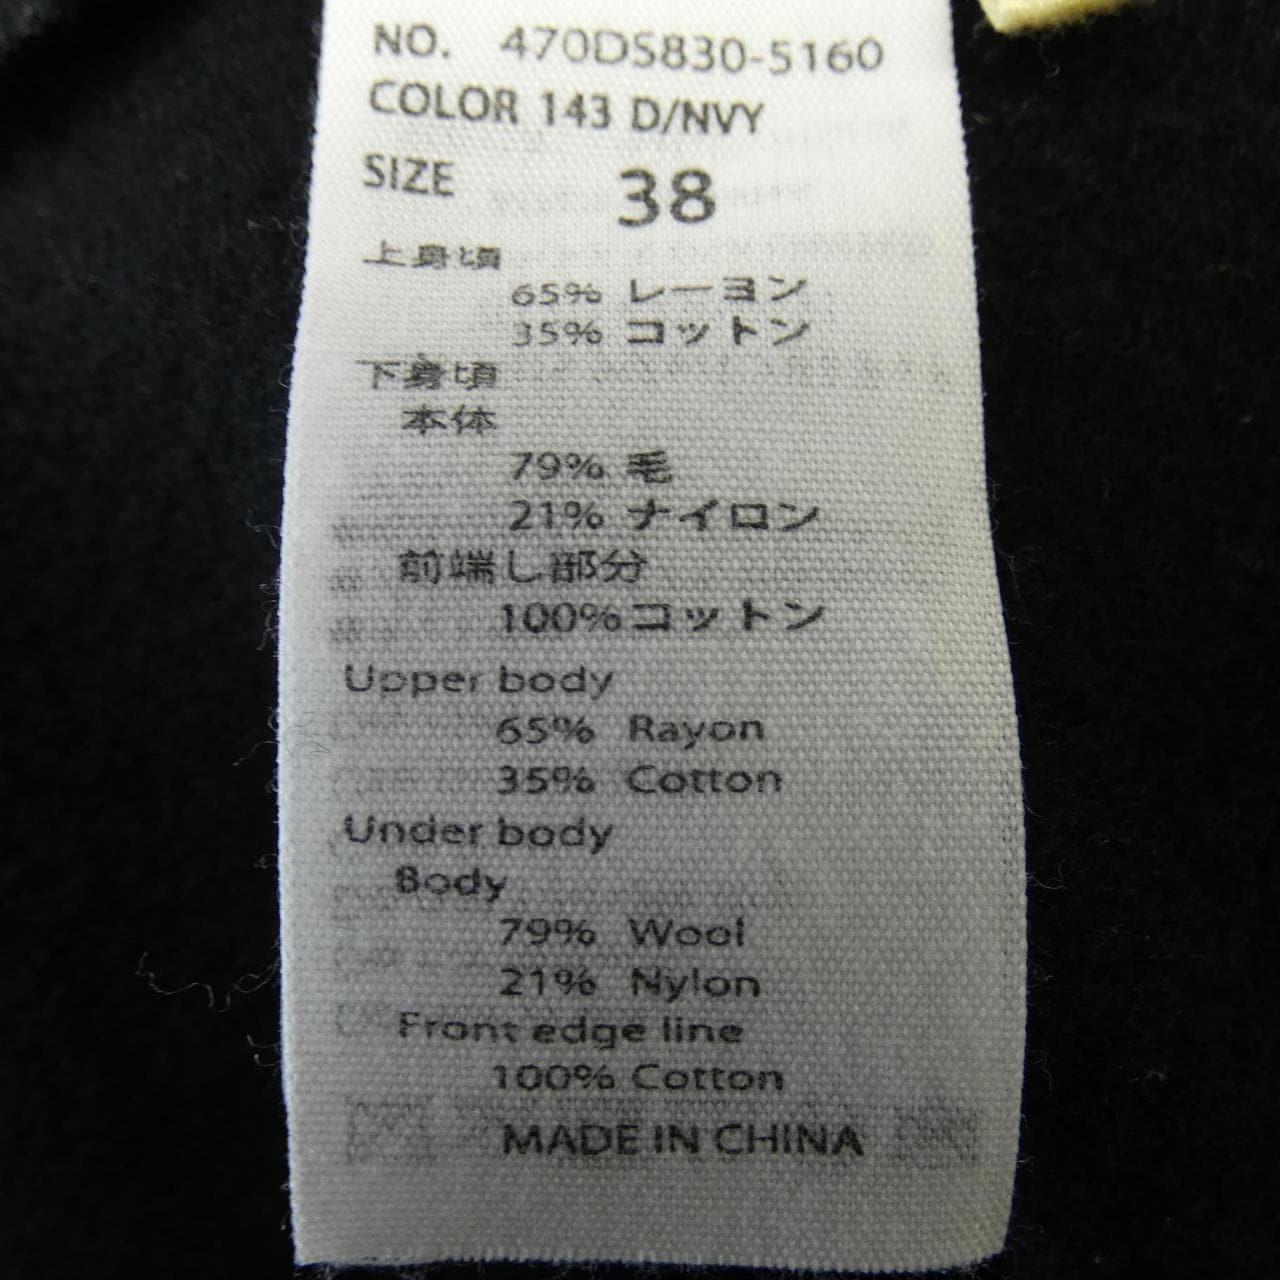 NO. 470DS830-5160
COLOR 143 D/NVY
SIZE 38
上身頃
65% レーヨン
35% コットン
下身頃
本体
79% 毛
21% ナイロン
前端し部分
100% コットン
Upper body
65% Rayon
35% Cotton
Under body
Body
79% Wool
21% Nylon
Front edge line
100% Cotton
MADE IN CHINA